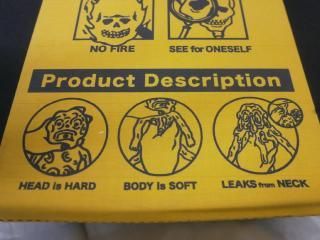 NO FIRE
SEE for ONESELF
Product Description
HEAD is HARD
BODY is SOFT
LEAKS from NECK